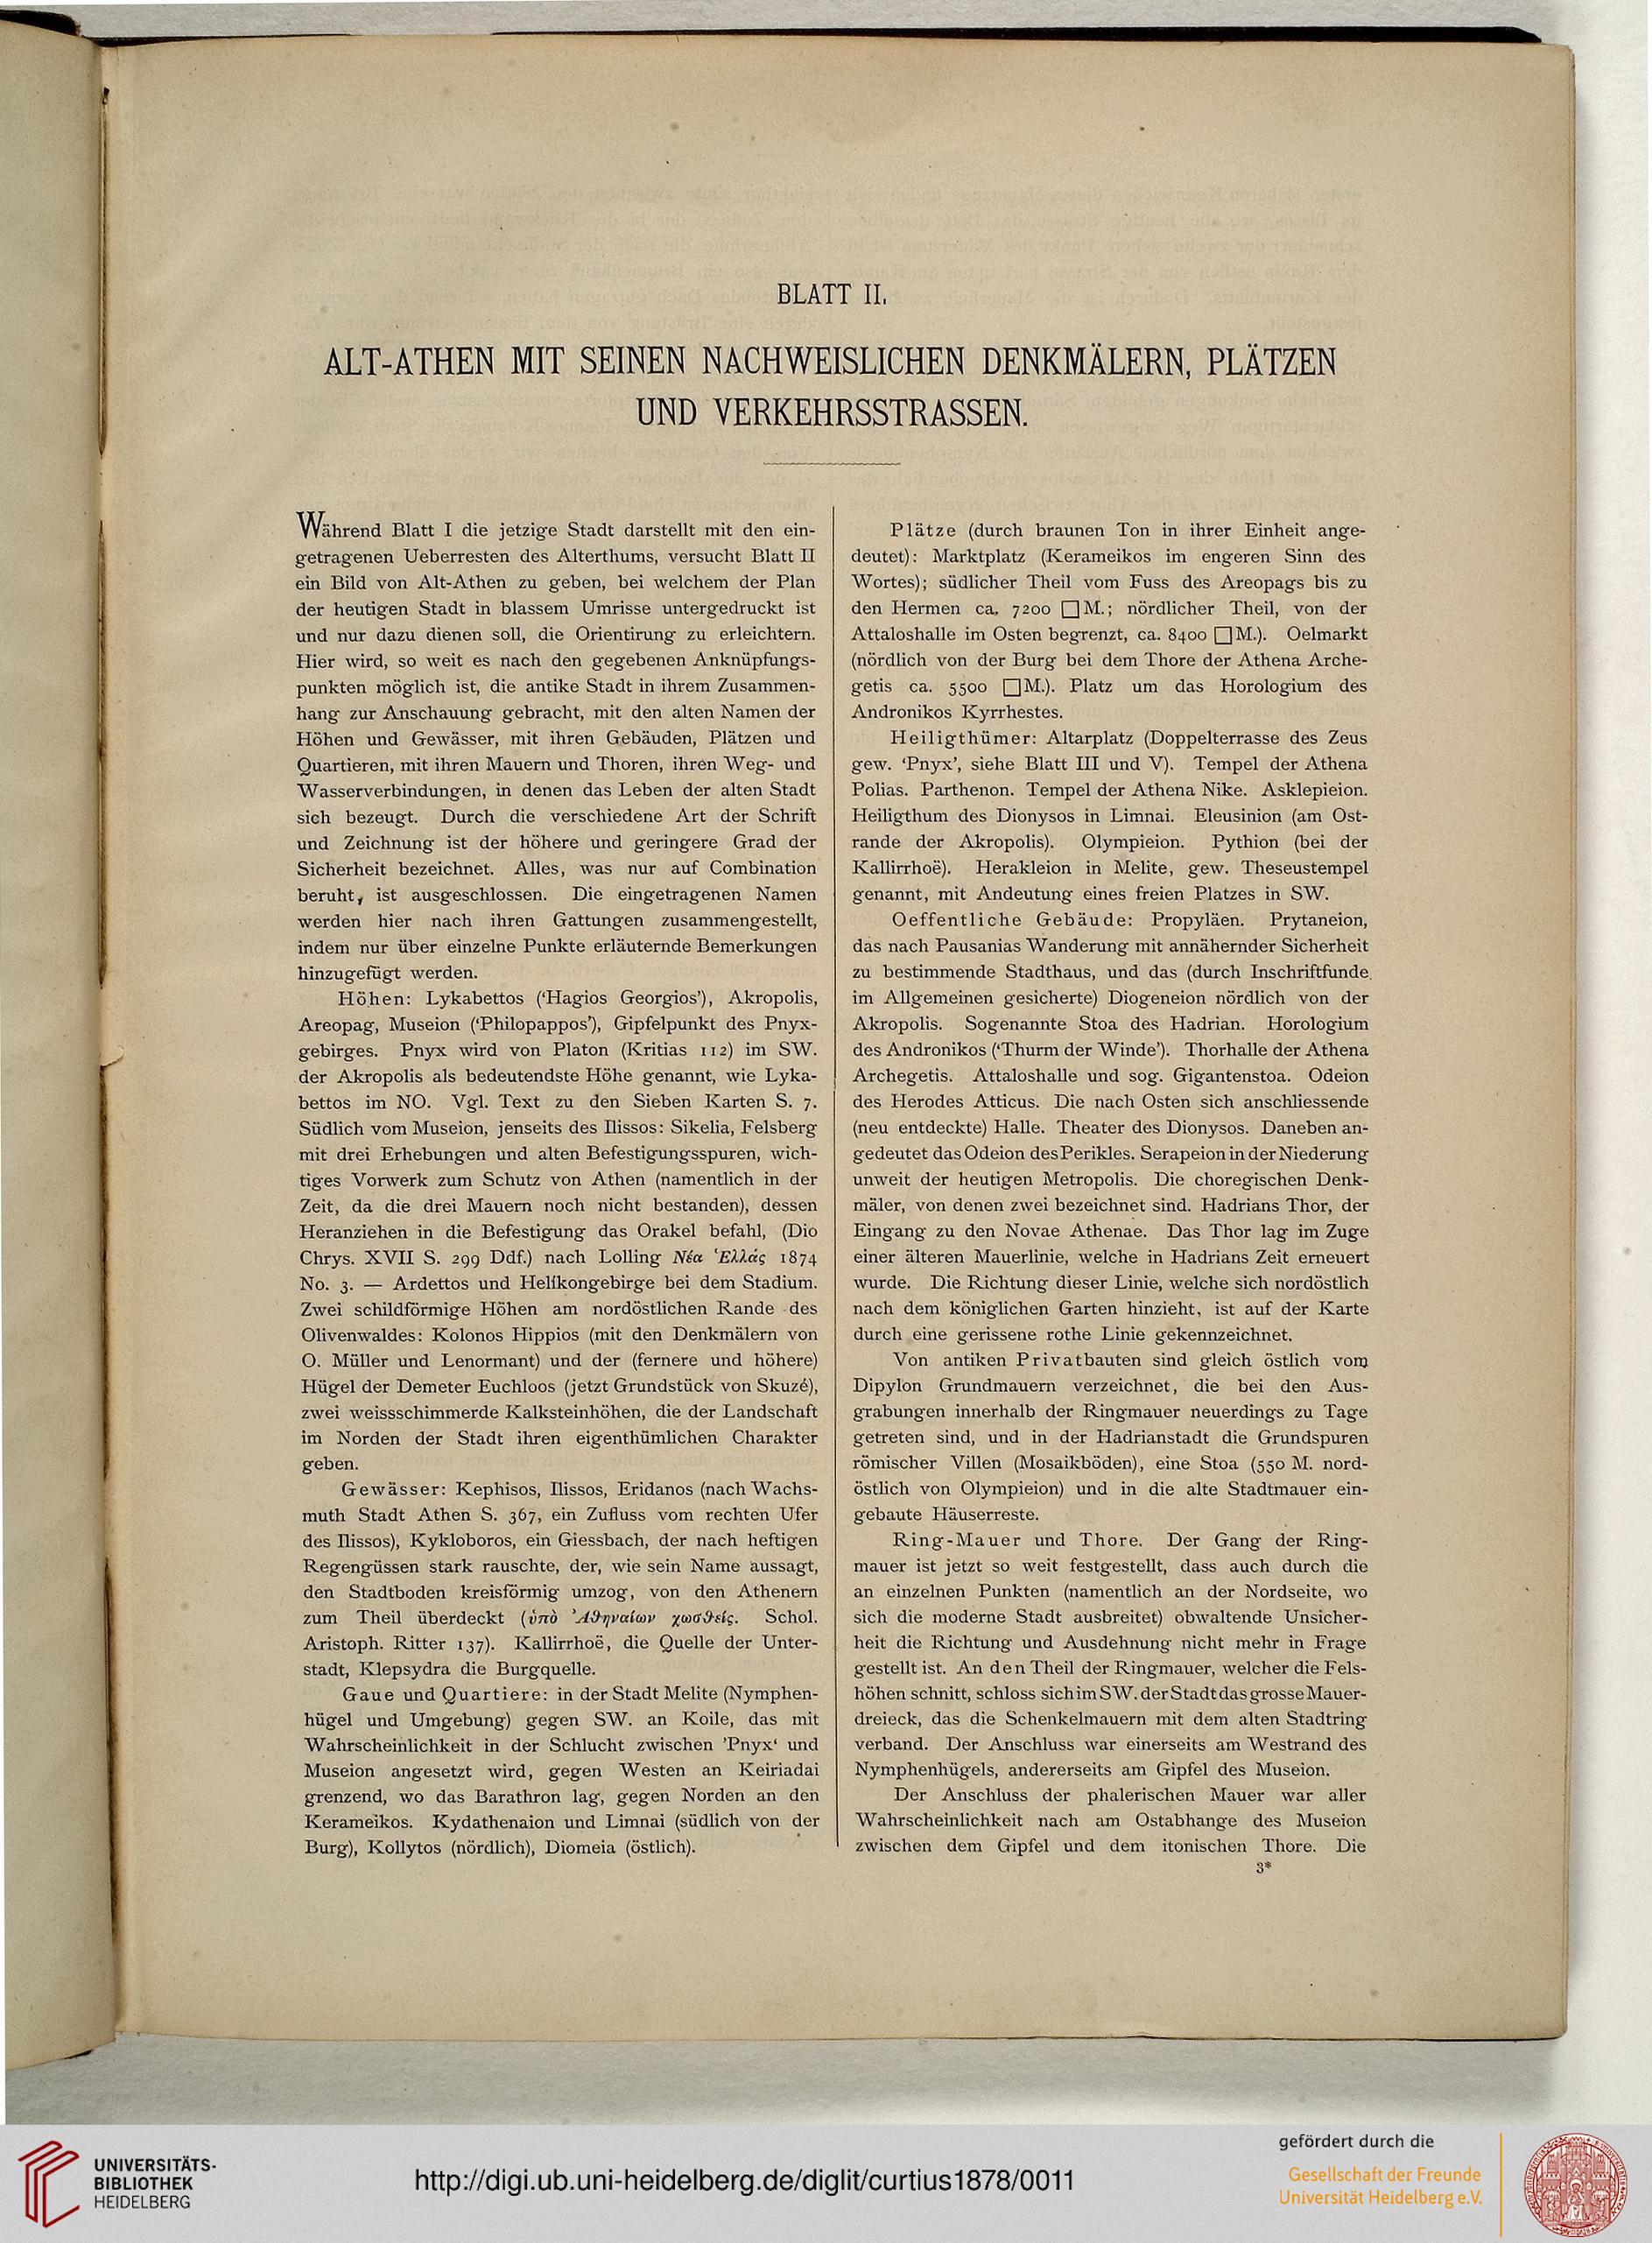 BLATT II.
ALT-ATHEN MIT SEINEN NACHWEISLICHEN DENKMÄLERN, PLÄTZEN
UND VERKEHRSSTRASSEN.
Während Blatt I die jetzige Stadt darstellt mit den ein-
getragenen Ueberresten des Alterthums, versucht Blatt II
ein Bild von Alt-Athen zu geben, bei welchem der Plan
der heutigen Stadt in blassem Umrisse untergedruckt ist
und nur dazu dienen soll, die Orientirung zu erleichtern.
Hier wird, so weit es nach den gegebenen Anknüpfungs-
punkten möglich ist, die antike Stadt in ihrem Zusammen-
hang zur Anschauung gebracht, mit den alten Namen der
Höhen und Gewässer, mit ihren Gebäuden, Plätzen und
Quartieren, mit ihren Mauern und Thoren, ihren Weg- und
Wasserverbindungen, in denen das Leben der alten Stadt
sich bezeugt. Durch die verschiedene Art der Schrift
und Zeichnung ist der höhere und geringere Grad der
Sicherheit bezeichnet. Alles, was nur auf Combination
beruht, ist ausgeschlossen. Die eingetragenen Namen
werden hier nach ihren Gattungen zusammengestellt,
indem nur über einzelne Punkte erläuternde Bemerkungen
hinzugefügt werden.
Höhen: Lykabettos (‘Hagios Georgios’), Akropolis,
Areopag, Museion (‘Philopappos’), Gipfelpunkt des Pnyx-
gebirges. Pnyx wird von Platon (Kritias 112) im SW.
der Akropolis als bedeutendste Höhe genannt, wie Lyka-
bettos im NO. Vgl. Text zu den Sieben Karten S. 7.
Südlich vom Museion, jenseits des Ilissos: Sikelia, Felsberg
mit drei Erhebungen und alten Befestigungsspuren, wich-
tiges Vorwerk zum Schutz von Athen (namentlich in der
Zeit, da die drei Mauern noch nicht bestanden), dessen
Heranziehen in die Befestigung das Orakel befahl, (Dio
Chrys. XVII S. 299 Ddf.) nach Lolling Νέα Ἑλλάς 1874
No. 3. — Ardettos und Helikongebirge bei dem Stadium.
Zwei schildförmige Höhen am nordöstlichen Rande des
Olivenwaldes: Kolonos Hippios (mit den Denkmälern von
O. Müller und Lenormant) und der (fernere und höhere)
Hügel der Demeter Euchloos (jetzt Grundstück von Skuzé),
zwei weissschimmerde Kalksteinhöhen, die der Landschaft
im Norden der Stadt ihren eigenthümlichen Charakter
geben.
Gewässer: Kephisos, Ilissos, Eridanos (nach Wachs-
muth Stadt Athen S. 367, ein Zufluss vom rechten Ufer
des Ilissos), Kykloboros, ein Giessbach, der nach heftigen
Regengüssen stark rauschte, der, wie sein Name aussagt,
den Stadtboden kreisförmig umzog, von den Athenern
zum Theil überdeckt (ὑπὸ Ἀθηναίων χωσθείς. Schol.
Aristoph. Ritter 137). Kallirrhoë, die Quelle der Unter-
stadt, Klepsydra die Burgquelle.
Gaue und Quartiere: in der Stadt Melite (Nymphen-
hügel und Umgebung) gegen SW. an Koile, das mit
Wahrscheinlichkeit in der Schlucht zwischen ’Pnyx‘ und
Museion angesetzt wird, gegen Westen an Keiriadai
grenzend, wo das Barathron lag, gegen Norden an den
Kerameikos. Kydathenaion und Limnai (südlich von der
Burg), Kollytos (nördlich), Diomeia (östlich).
Plätze (durch braunen Ton in ihrer Einheit ange-
deutet): Marktplatz (Kerameikos im engeren Sinn des
Wortes); südlicher Theil vom Fuss des Areopags bis zu
den Hermen ca. 7200 □M.; nördlicher Theil, von der
Attaloshalle im Osten begrenzt, ca. 8400 □M.). Oelmarkt
(nördlich von der Burg bei dem Thore der Athena Arche-
getis ca. 5500 □M.). Platz um das Horologium des
Andronikos Kyrrhestes.
Heiligthümer: Altarplatz (Doppelterrasse des Zeus
gew. ‘Pnyx’, siehe Blatt III und V). Tempel der Athena
Polias. Parthenon. Tempel der Athena Nike. Asklepieion.
Heiligthum des Dionysos in Limnai. Eleusinion (am Ost-
rande der Akropolis). Olympieion. Pythion (bei der
Kallirrhoë). Herakleion in Melite, gew. Theseustempel
genannt, mit Andeutung eines freien Platzes in SW.
Oeffentliche Gebäude: Propyläen. Prytaneion,
das nach Pausanias Wanderung mit annähernder Sicherheit
zu bestimmende Stadthaus, und das (durch Inschriftfunde
im Allgemeinen gesicherte) Diogeneion nördlich von der
Akropolis. Sogenannte Stoa des Hadrian. Horologium
des Andronikos (‘Thurm der Winde’). Thorhalle der Athena
Archegetis. Attaloshalle und sog. Gigantenstoa. Odeion
des Herodes Atticus. Die nach Osten sich anschliessende
(neu entdeckte) Halle. Theater des Dionysos. Daneben an-
gedeutet das Odeion des Perikles. Serapeion in der Niederung
unweit der heutigen Metropolis. Die choregischen Denk-
mäler, von denen zwei bezeichnet sind. Hadrians Thor, der
Eingang zu den Novae Athenae. Das Thor lag im Zuge
einer älteren Mauerlinie, welche in Hadrians Zeit erneuert
wurde. Die Richtung dieser Linie, welche sich nordöstlich
nach dem königlichen Garten hinzieht, ist auf der Karte
durch eine gerissene rothe Linie gekennzeichnet.
Von antiken Privatbauten sind gleich östlich vom
Dipylon Grundmauern verzeichnet, die bei den Aus-
grabungen innerhalb der Ringmauer neuerdings zu Tage
getreten sind, und in der Hadrianstadt die Grundspuren
römischer Villen (Mosaikböden), eine Stoa (550 M. nord-
östlich von Olympieion) und in die alte Stadtmauer ein-
gebaute Häuserreste.
Ring-Mauer und Thore. Der Gang der Ring-
mauer ist jetzt so weit festgestellt, dass auch durch die
an einzelnen Punkten (namentlich an der Nordseite, wo
sich die moderne Stadt ausbreitet) obwaltende Unsicher-
heit die Richtung und Ausdehnung nicht mehr in Frage
gestellt ist. An den Theil der Ringmauer, welcher die Fels-
höhen schnitt, schloss sich im SW. der Stadt das grosse Mauer-
dreieck, das die Schenkelmauern mit dem alten Stadtring
verband. Der Anschluss war einerseits am Westrand des
Nymphenhügels, andererseits am Gipfel des Museion.
Der Anschluss der phalerischen Mauer war aller
Wahrscheinlichkeit nach am Ostabhange des Museion
zwischen dem Gipfel und dem itonischen Thore. Die
3*
UNIVERSITÄTS-
BIBLIOTHEK
HEIDELBERG
http://digi.ub.uni-heidelberg.de/diglit/curtius1878/0011
gefördert durch die
Gesellschaft der Freunde
Universität Heidelberg e.V.